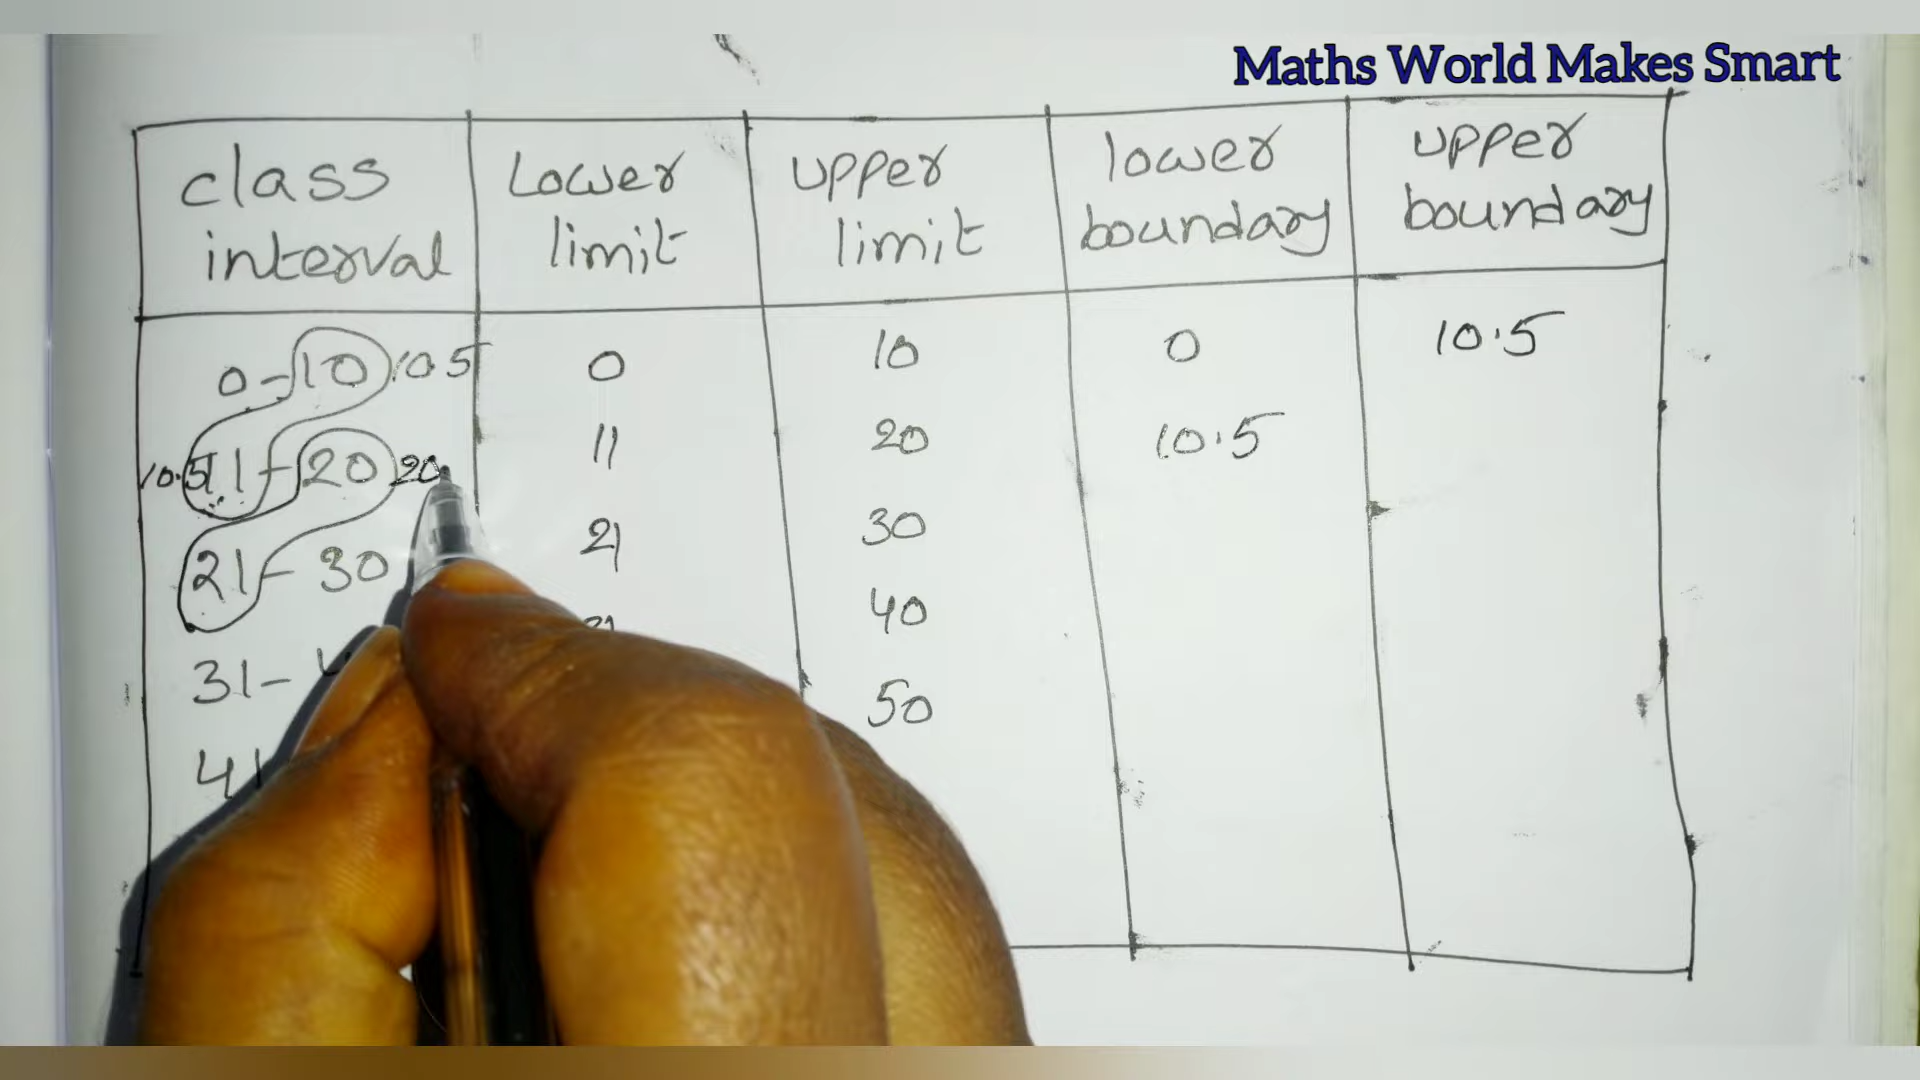 Maths World Makes Smart
class interval
Lower limit
upper limit
lower boundary
upper boundary
0-10 10.5 0 10 0 10.5
10.5 11-20 20 11 20 10.5
21-30 21 30
31- 40
41 50